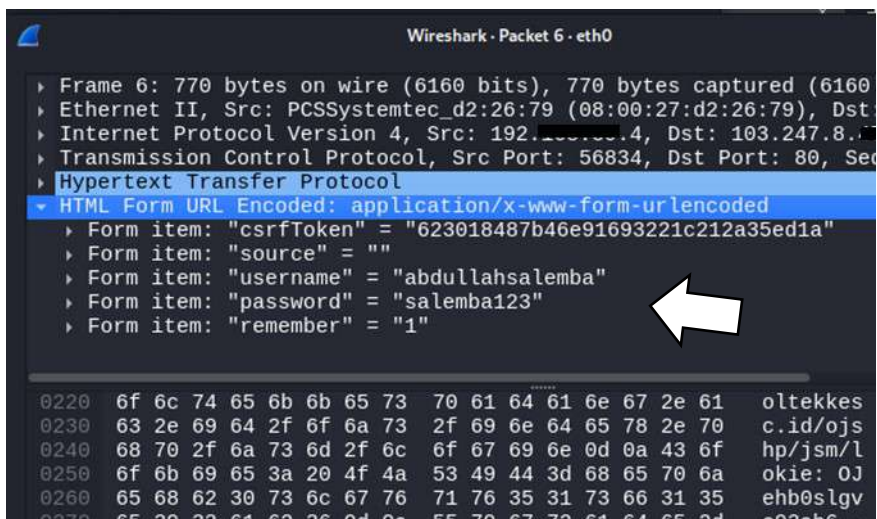 Wireshark · Packet 6 · eth0
Frame 6: 770 bytes on wire (6160 bits), 770 bytes captured (6160
Ethernet II, Src: PCSSystemtec_d2:26:79 (08:00:27:d2:26:79), Dst:
Internet Protocol Version 4, Src: 192. .4, Dst: 103.247.8.
Transmission Control Protocol, Src Port: 56834, Dst Port: 80, Seq
Hypertext Transfer Protocol
HTML Form URL Encoded: application/x-www-form-urlencoded
Form item: "csrfToken" = "623018487b46e91693221c212a35ed1a"
Form item: "source" = ""
Form item: "username" = "abdullahsalemba"
Form item: "password" = "salemba123"
Form item: "remember" = "1"
0220 6f 6c 74 65 6b 6b 65 73 70 61 64 61 6e 67 2e 61 oltekkes
0230 63 2e 69 64 2f 6f 6a 73 2f 69 6e 64 65 78 2e 70 c.id/ojs
0240 68 70 2f 6a 73 6d 2f 6c 6f 67 69 6e 0d 0a 43 6f hp/jsm/l
0250 6f 6b 69 65 3a 20 4f 4a 53 49 44 3d 68 65 70 6a okie: OJ
0260 65 68 62 30 73 6c 67 76 71 76 35 31 73 66 31 35 ehb0slgv